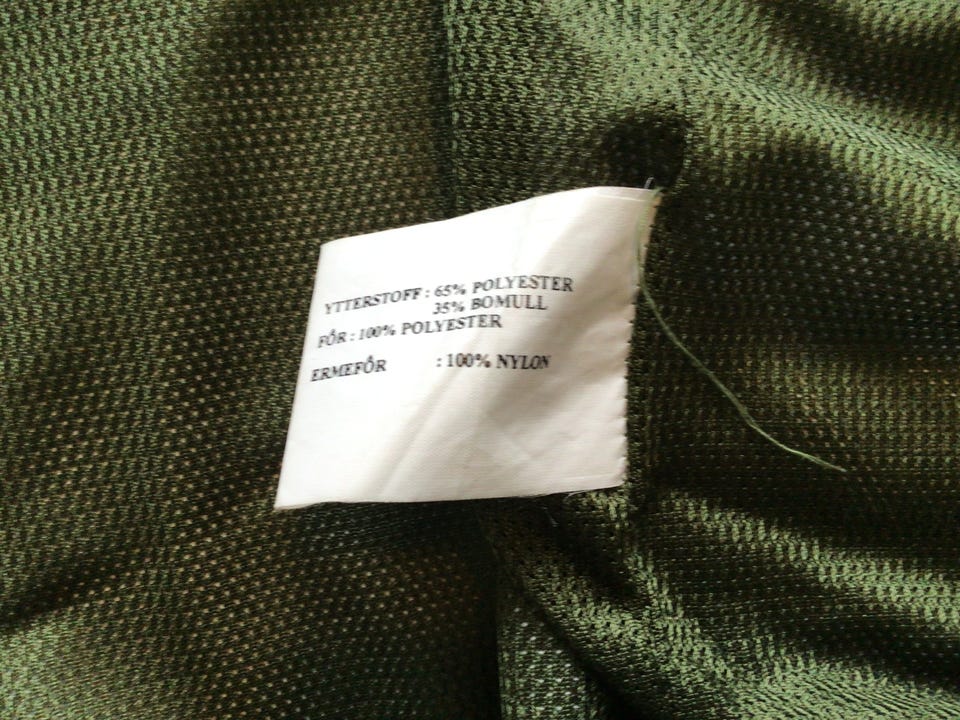 YTTERSTOFF : 65% POLYESTER
35% BOMULL
FÔR : 100% POLYESTER
ERMEFÔR : 100% NYLON